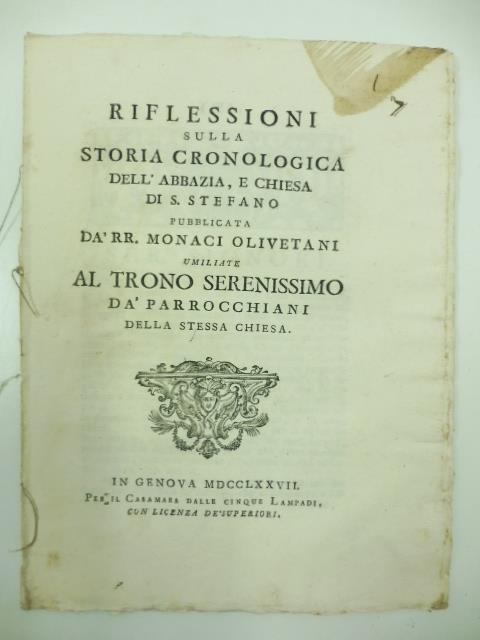 RIFLESSIONI
SULLA
STORIA CRONOLOGICA
DELL'ABBAZIA, E CHIESA
DI S. STEFANO
PUBBLICATA
DA' RR. MONACI OLIVETANI
UMILIATE
AL TRONO SERENISSIMO
DA' PARROCCHIANI
DELLA STESSA CHIESA.
IN GENOVA MDCCLXXVII.
PER IL CASAMARA DALLE CINQUE LAMPADI,
CON LICENZA DE'SUPERIORI.